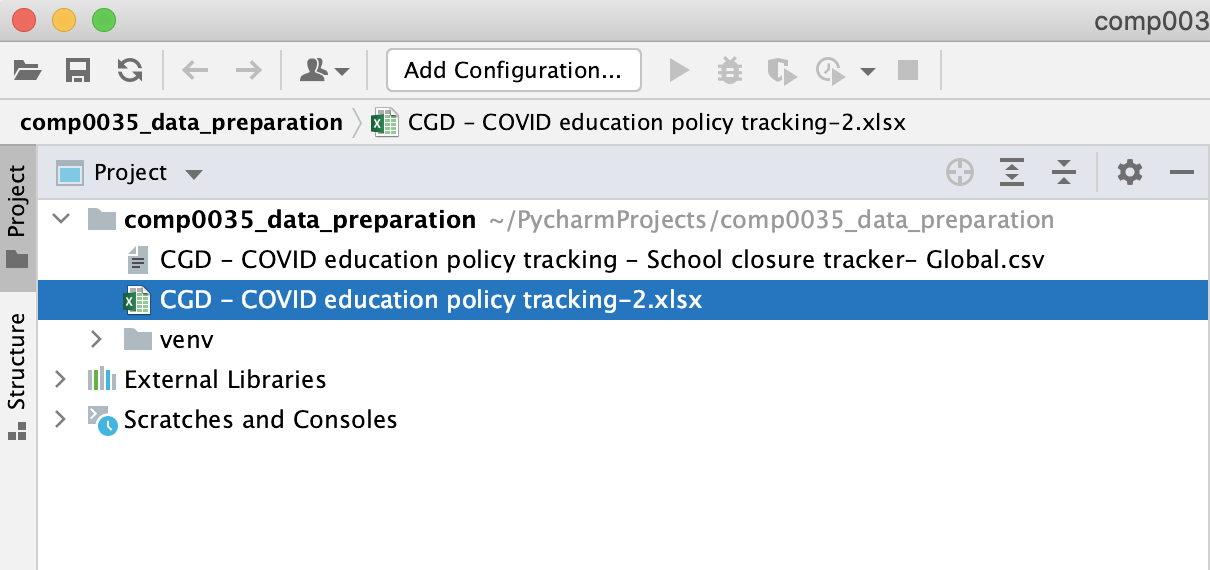 comp003
Add Configuration...
comp0035_data_preparation CGD – COVID education policy tracking-2.xlsx
Project
Project
comp0035_data_preparation ~/PycharmProjects/comp0035_data_preparation
CGD – COVID education policy tracking – School closure tracker- Global.csv
CGD – COVID education policy tracking-2.xlsx
venv
External Libraries
Scratches and Consoles
Structure